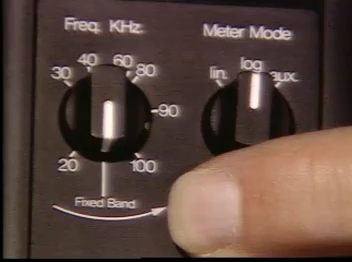 Freq. KHz. Meter Mode
40 60 log.
30 80 lin. aux.
90
20 100
Fixed Band